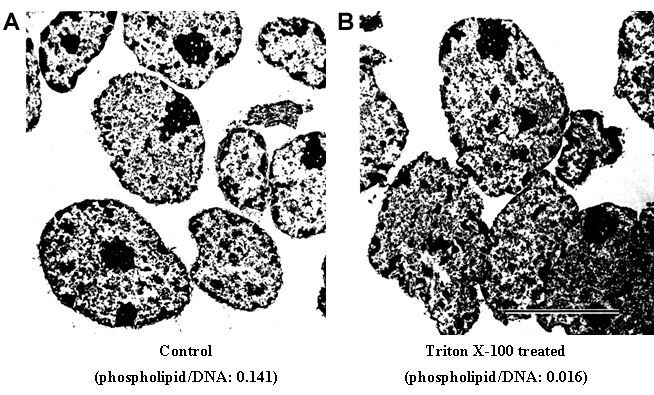 A
B
Control
(phospholipid/DNA: 0.141)
Triton X-100 treated
(phospholipid/DNA: 0.016)